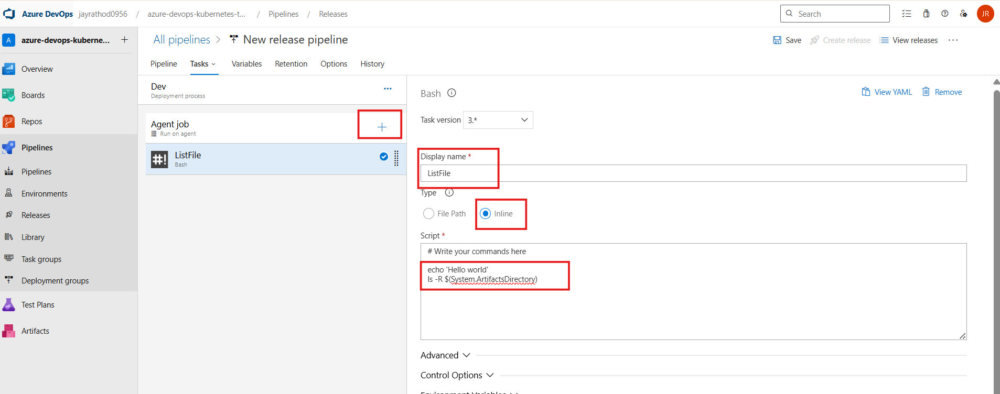 Azure DevOps jayrathod0956 / azure-devops-kubernetes-t... / Pipelines / Releases
Search
JR
A azure-devops-kuberne... +
Overview
Boards
Repos
Pipelines
Pipelines
Environments
Releases
Library
Task groups
Deployment groups
Test Plans
Artifacts
All pipelines > New release pipeline
Save
Create release
View releases
...
Pipeline
Tasks
Variables
Retention
Options
History
Dev
Deployment process
...
Agent job
Run on agent
+
#!
ListFile
Bash
Bash
View YAML
Remove
Task version 3.*
Display name *
ListFile
Type
File Path
Inline
Script *
# Write your commands here
echo 'Hello world'
ls -R $(System.ArtifactsDirectory)
Advanced
Control Options
Environment Variables